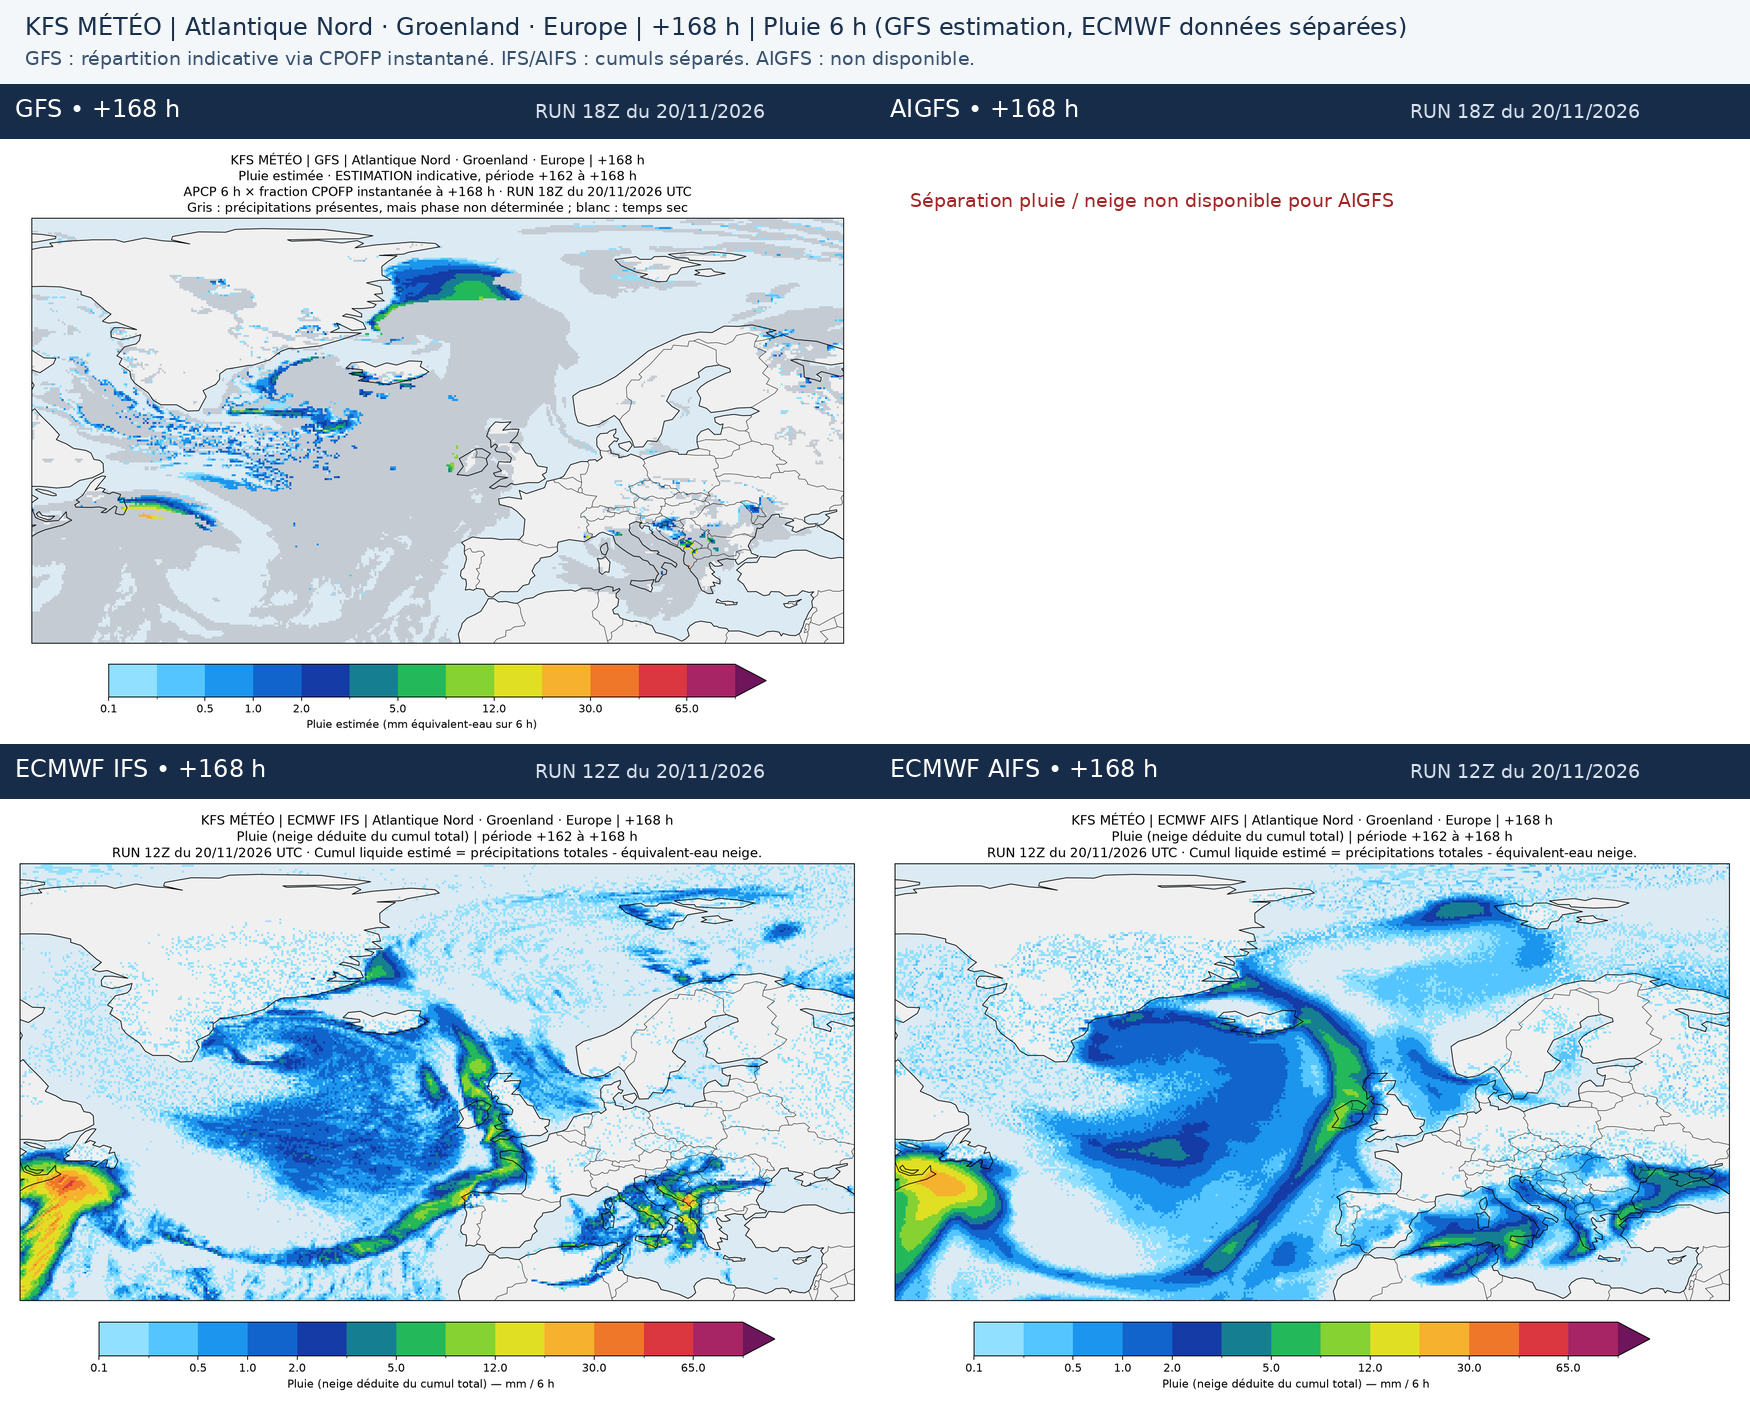 KFS MÉTÉO | Atlantique Nord · Groenland · Europe | +168 h | Pluie 6 h (GFS estimation, ECMWF données séparées)
GFS : répartition indicative via CPOFP instantané. IFS/AIFS : cumuls séparés. AIGFS : non disponible.
GFS • +168 h
RUN 18Z du 20/11/2026
AIGFS • +168 h
RUN 18Z du 20/11/2026
KFS MÉTÉO | GFS | Atlantique Nord · Groenland · Europe | +168 h
Pluie estimée · ESTIMATION indicative, période +162 à +168 h
APCP 6 h × fraction CPOFP instantanée à +168 h · RUN 18Z du 20/11/2026 UTC
Gris : précipitations présentes, mais phase non déterminée ; blanc : temps sec
Séparation pluie / neige non disponible pour AIGFS
0.1 0.5 1.0 2.0 5.0 12.0 30.0 65.0
Pluie estimée (mm équivalent-eau sur 6 h)
ECMWF IFS • +168 h
RUN 12Z du 20/11/2026
ECMWF AIFS • +168 h
RUN 12Z du 20/11/2026
KFS MÉTÉO | ECMWF IFS | Atlantique Nord · Groenland · Europe | +168 h
Pluie (neige déduite du cumul total) | période +162 à +168 h
RUN 12Z du 20/11/2026 UTC · Cumul liquide estimé = précipitations totales - équivalent-eau neige.
0.1 0.5 1.0 2.0 5.0 12.0 30.0 65.0
Pluie (neige déduite du cumul total) — mm / 6 h
KFS MÉTÉO | ECMWF AIFS | Atlantique Nord · Groenland · Europe | +168 h
Pluie (neige déduite du cumul total) | période +162 à +168 h
RUN 12Z du 20/11/2026 UTC · Cumul liquide estimé = précipitations totales - équivalent-eau neige.
0.1 0.5 1.0 2.0 5.0 12.0 30.0 65.0
Pluie (neige déduite du cumul total) — mm / 6 h